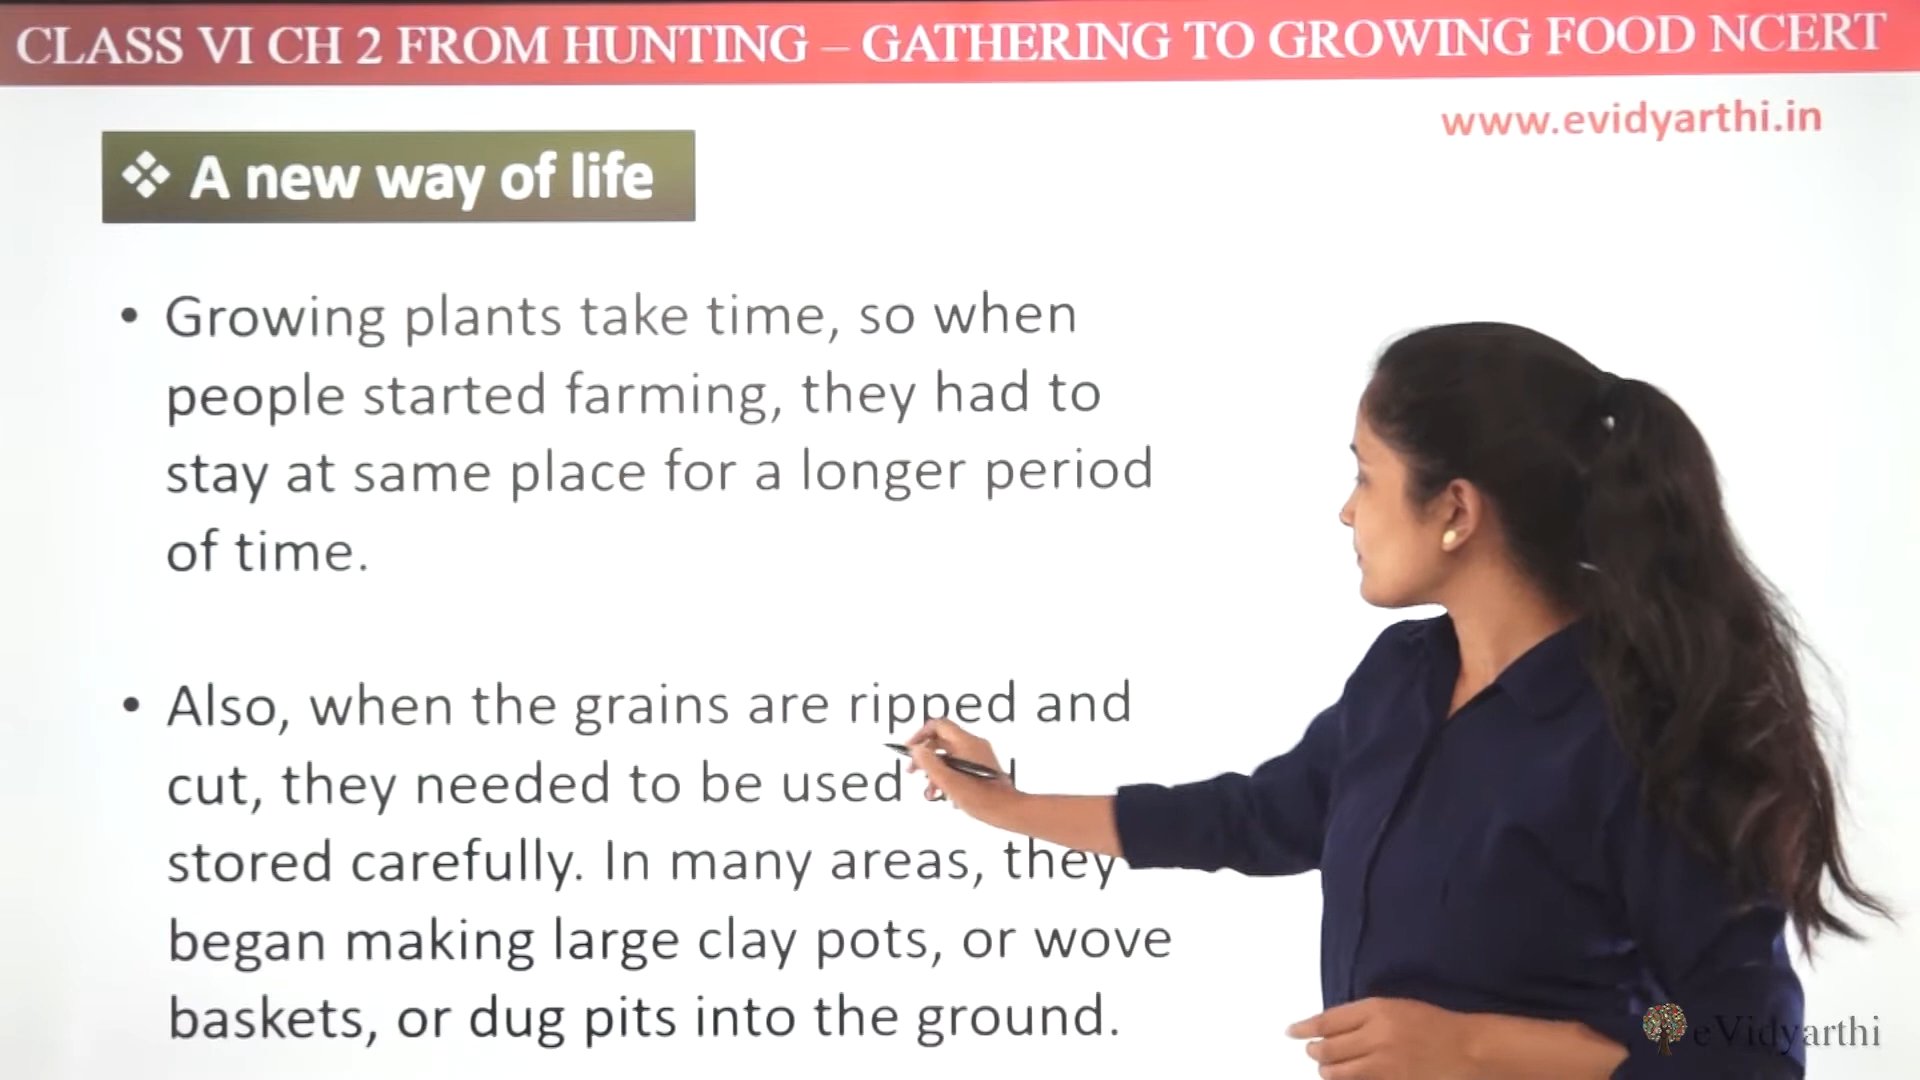 CLASS VI CH 2 FROM HUNTING – GATHERING TO GROWING FOOD NCERT
www.evidyarthi.in
❖ A new way of life
• Growing plants take time, so when
people started farming, they had to
stay at same place for a longer period
of time.
• Also, when the grains are ripped and
cut, they needed to be used
stored carefully. In many areas, they
began making large clay pots, or wove
baskets, or dug pits into the ground.
eVidyarthi